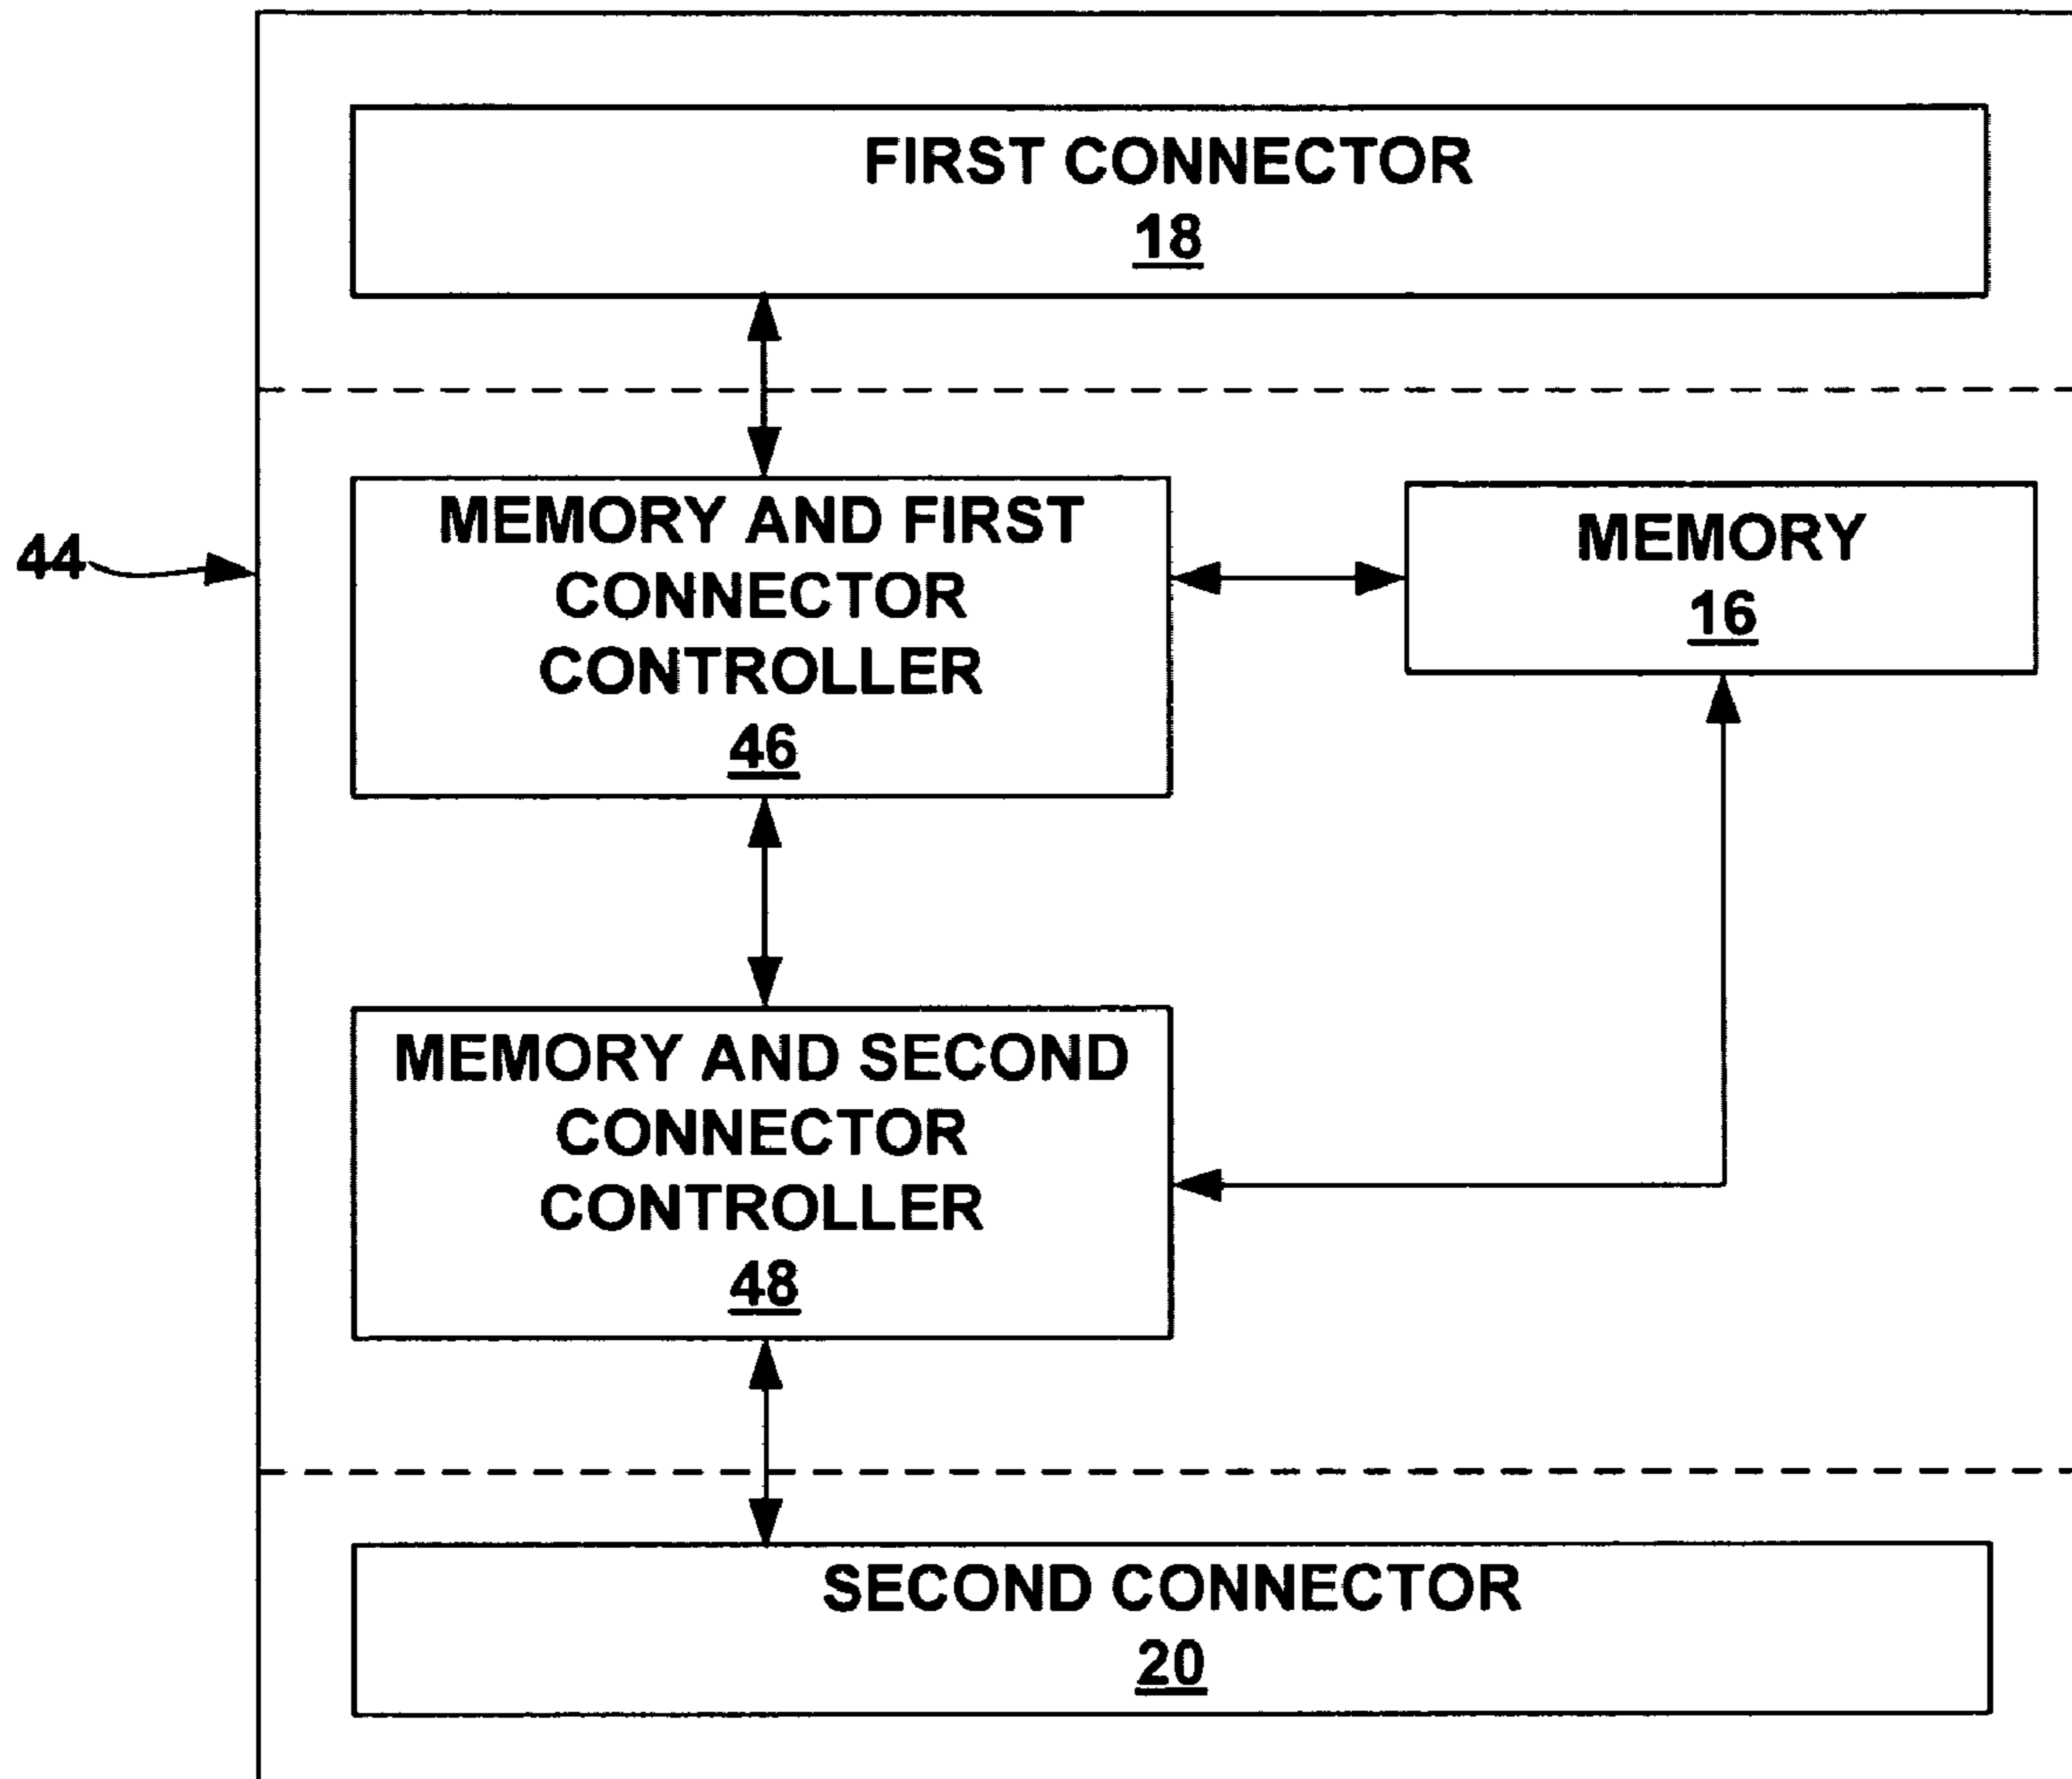 FIRST CONNECTOR
18
44
MEMORY AND FIRST
CONNECTOR
CONTROLLER
46
MEMORY
16
MEMORY AND SECOND
CONNECTOR
CONTROLLER
48
SECOND CONNECTOR
20